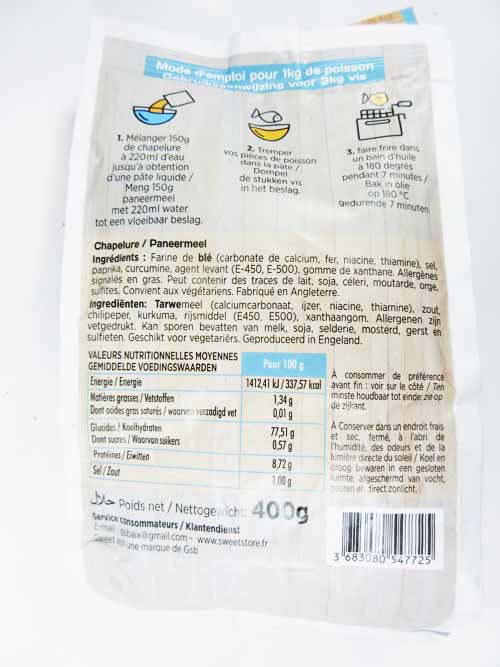 Mode d'emploi pour 1kg de poisson
Gebruiksaanwijzing voor 3kg vis
1. Mélanger 150g
de chapelure
à 220ml d'eau
jusqu'à obtention
d'une pâte liquide /
Meng 150g
paneermeel
met 220ml water
tot een vloeibaar beslag.
2. Tremper
vos pièces de poisson
dans la pâte /
Dompel
de stukken vis
in het beslag.
3. faire frire dans
un bain d'huile
à 180 degrés
pendant 7 minutes /
Bak in olie
op 180 °C
gedurende 7 minuten.
Chapelure / Paneermeel
Ingrédients : Farine de blé (carbonate de calcium, fer, niacine, thiamine), sel,
paprika, curcumine, agent levant (E-450, E-500), gomme de xanthane. Allergènes
signalés en gras. Peut contenir des traces de lait, soja, céleri, moutarde, orge,
sulfites. Convient aux végétariens. Fabriqué en Angleterre.
Ingrediënten: Tarwemeel (calciumcarbonaat, ijzer, niacine, thiamine), zout,
chilipeper, kurkuma, rijsmiddel (E450, E500), xanthaangom. Allergenen zijn
vetgedrukt. Kan sporen bevatten van melk, soja, selderie, mosterd, gerst en
sulfieten. Geschikt voor vegetariërs. Geproduceerd in Engeland.
VALEURS NUTRITIONNELLES MOYENNES
GEMIDDELDE VOEDINGSWAARDEN
Pour 100 g
Energie / Energie 1412,41 kJ / 337,57 kcal
Matières grasses / Vetstoffen 1,34 g
Dont acides gras saturés / waarvan verzadigd vet 0,01 g
Glucides / Koolhydraten 77,51 g
Dont sucres / Waarvan suikers 0,57 g
Protéines / Eiwitten 8,72 g
Sel / Zout 1,00 g
À consommer de préférence
avant fin : voir sur le côté / Ten
minste houdbaar tot einde: zie op
de zijkant.
À Conserver dans un endroit frais
et sec, fermé, à l'abri de
l'humidité, des odeurs et de la
lumière directe du soleil / Koel en
droog bewaren in een gesloten
ruimte, afgeschermd van vocht,
geuren en direct zonlicht.
حلال Poids net / Nettogewicht: 400g
Service consommateurs / Klantendienst
E-mail: gsbaix@gmail.com - www.sweetstore.fr
Sweet est une marque de Gsb
3 683080 547725